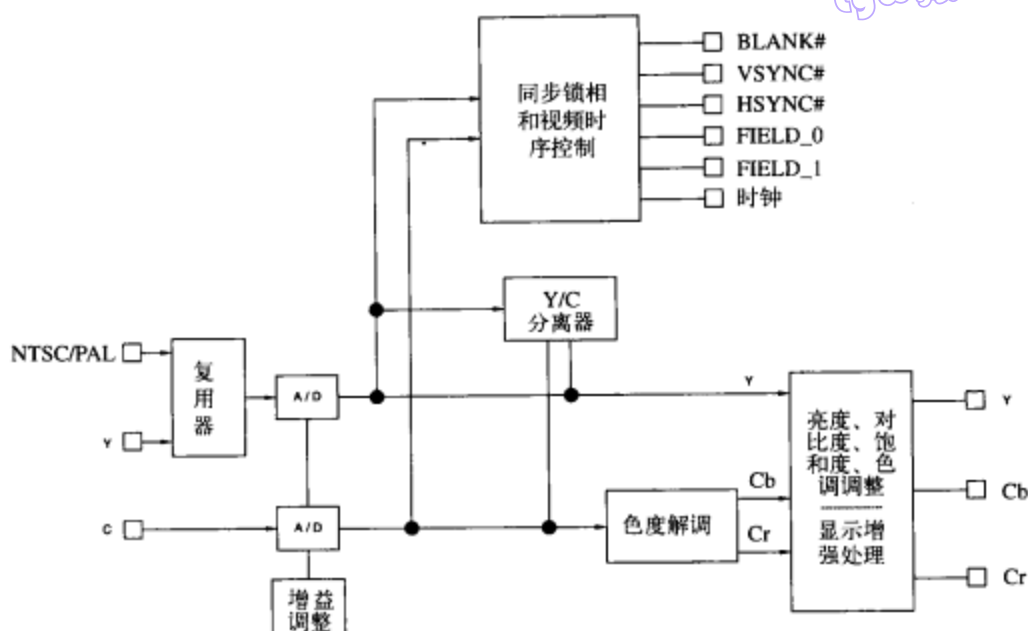 同步锁相
和视频时
序控制
BLANK#
VSYNC#
HSYNC#
FIELD_0
FIELD_1
时钟
Y/C
分离器
NTSC/PAL
Y
复
用
器
A/D
Y
C
A/D
增益
调整
色度解调
Cb
Cr
亮度、对
比度、饱
和度、色
调调整
显示增
强处理
Y
Cb
Cr